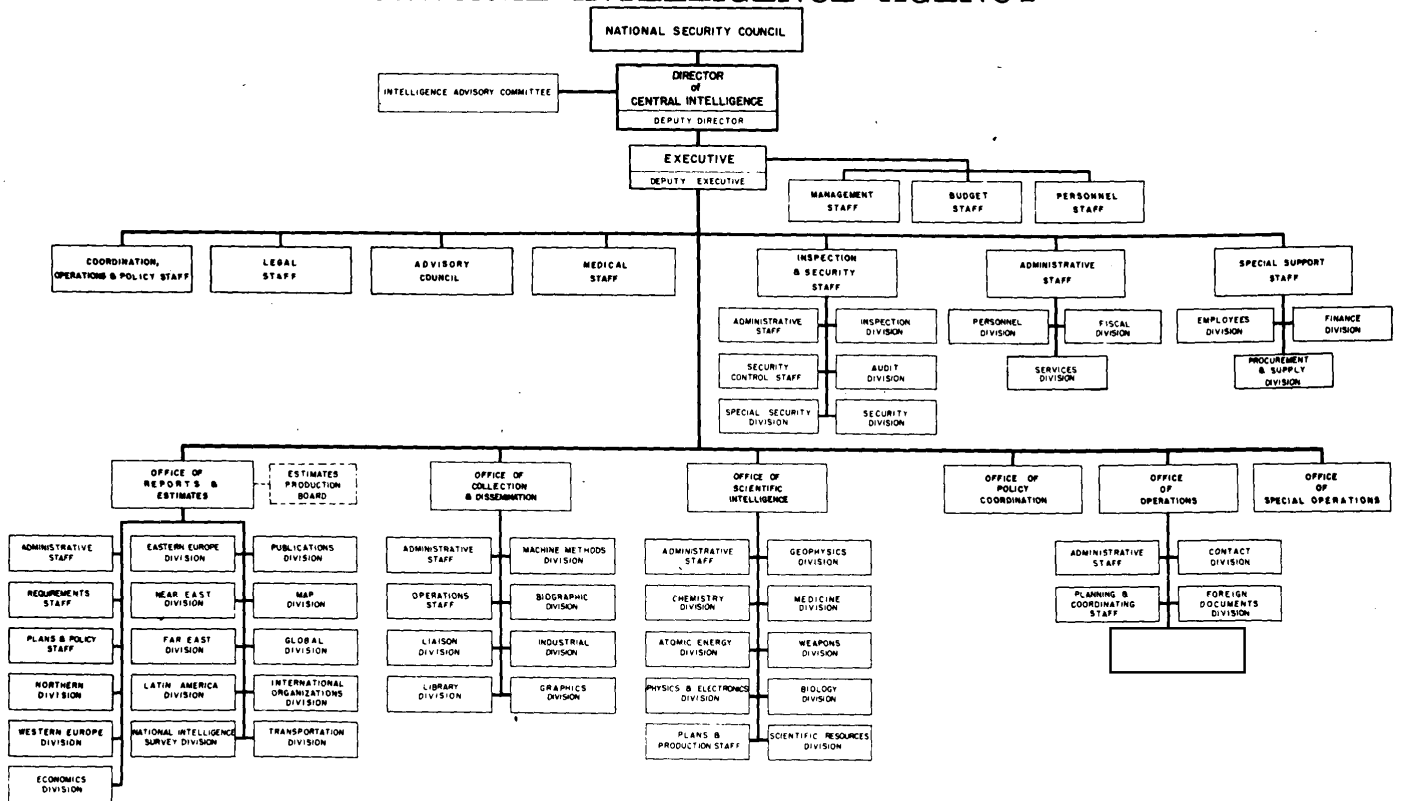 NATIONAL SECURITY COUNCIL
DIRECTOR
of
CENTRAL INTELLIGENCE
DEPUTY DIRECTOR
INTELLIGENCE ADVISORY COMMITTEE
EXECUTIVE
DEPUTY EXECUTIVE
MANAGEMENT
STAFF
BUDGET
STAFF
PERSONNEL
STAFF
COORDINATION,
OPERATIONS & POLICY STAFF
LEGAL
STAFF
ADVISORY
COUNCIL
MEDICAL
STAFF
INSPECTION
& SECURITY
STAFF
ADMINISTRATIVE
STAFF
SPECIAL SUPPORT
STAFF
ADMINISTRATIVE
STAFF
INSPECTION
DIVISION
SECURITY
CONTROL STAFF
AUDIT
DIVISION
SPECIAL SECURITY
DIVISION
SECURITY
DIVISION
PERSONNEL
DIVISION
FISCAL
DIVISION
SERVICES
DIVISION
EMPLOYEES
DIVISION
FINANCE
DIVISION
PROCUREMENT
& SUPPLY
DIVISION
OFFICE OF
REPORTS &
ESTIMATES
ESTIMATES
PRODUCTION
BOARD
OFFICE OF
COLLECTION
& DISSEMINATION
OFFICE OF
SCIENTIFIC
INTELLIGENCE
OFFICE OF
POLICY
COORDINATION
OFFICE
OF
OPERATIONS
OFFICE
OF
SPECIAL OPERATIONS
ADMINISTRATIVE
STAFF
EASTERN EUROPE
DIVISION
PUBLICATIONS
DIVISION
REQUIREMENTS
STAFF
NEAR EAST
DIVISION
MAP
DIVISION
PLANS & POLICY
STAFF
FAR EAST
DIVISION
GLOBAL
DIVISION
NORTHERN
DIVISION
LATIN AMERICA
DIVISION
INTERNATIONAL
ORGANIZATIONS
DIVISION
WESTERN EUROPE
DIVISION
NATIONAL INTELLIGENCE
SURVEY DIVISION
TRANSPORTATION
DIVISION
ECONOMICS
DIVISION
ADMINISTRATIVE
STAFF
MACHINE METHODS
DIVISION
OPERATIONS
STAFF
BIOGRAPHIC
DIVISION
LIAISON
DIVISION
INDUSTRIAL
DIVISION
LIBRARY
DIVISION
GRAPHICS
DIVISION
ADMINISTRATIVE
STAFF
GEOPHYSICS
DIVISION
CHEMISTRY
DIVISION
MEDICINE
DIVISION
ATOMIC ENERGY
DIVISION
WEAPONS
DIVISION
PHYSICS & ELECTRONICS
DIVISION
BIOLOGY
DIVISION
PLANS &
PRODUCTION STAFF
SCIENTIFIC RESOURCES
DIVISION
ADMINISTRATIVE
STAFF
CONTACT
DIVISION
PLANNING &
COORDINATING
STAFF
FOREIGN
DOCUMENTS
DIVISION